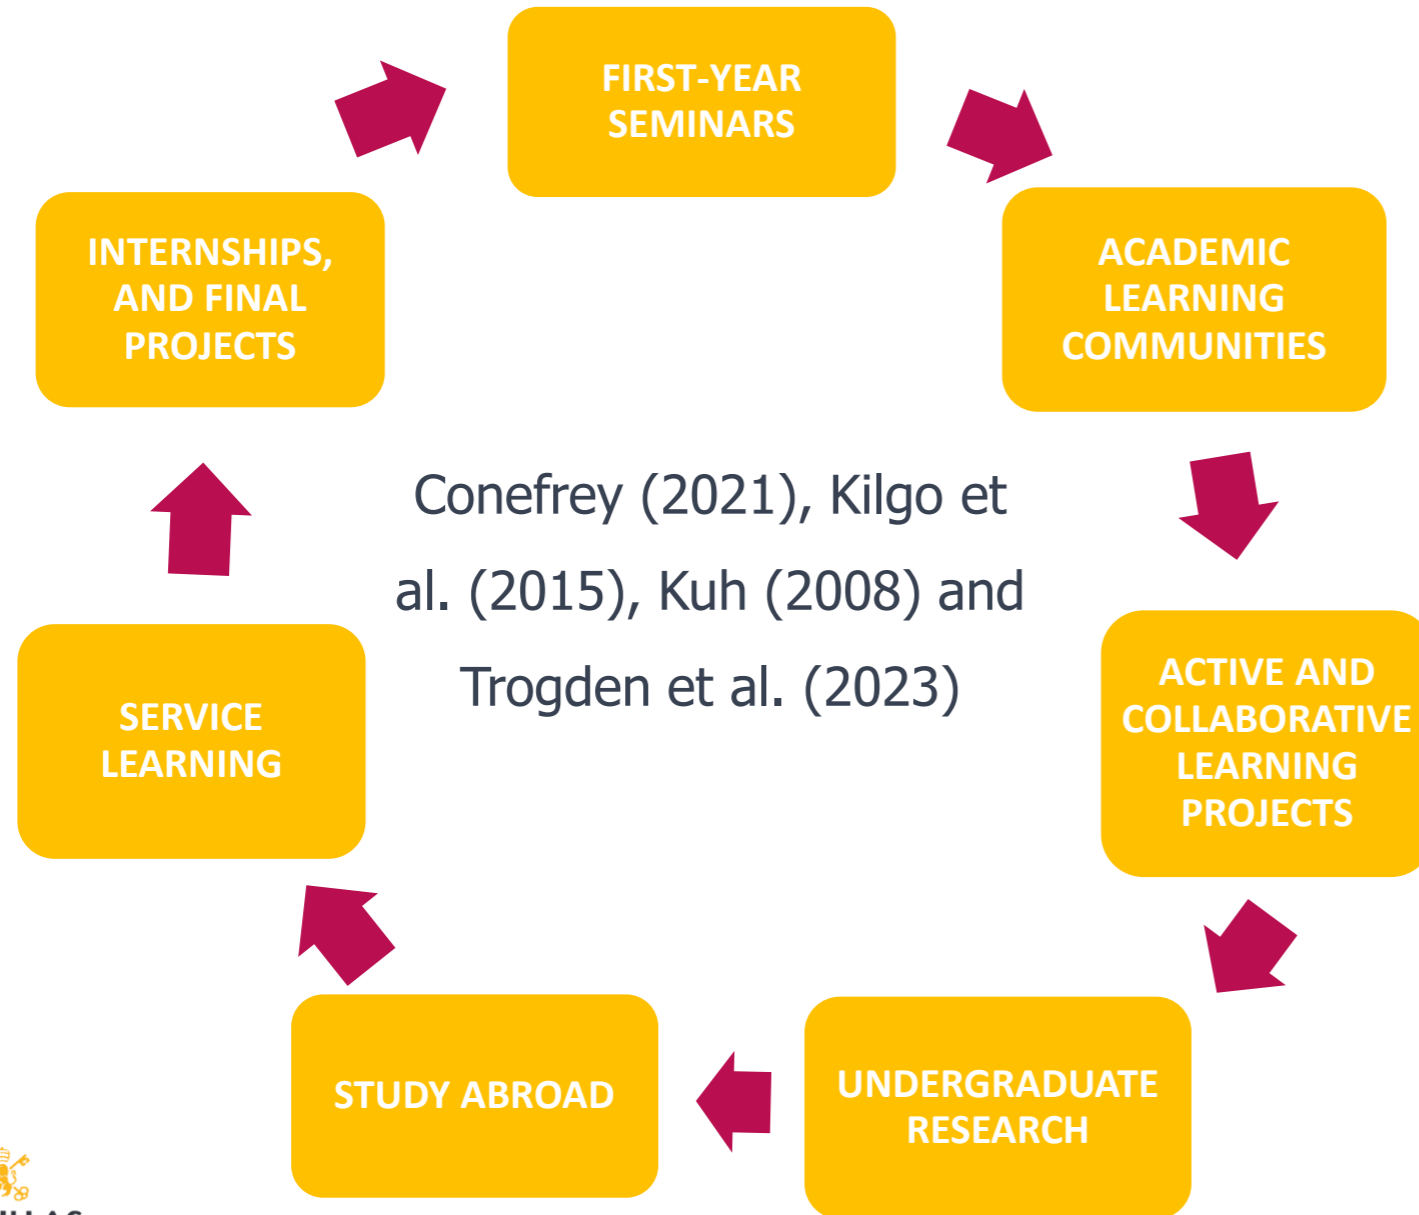 FIRST-YEAR
SEMINARS
ACADEMIC
LEARNING
COMMUNITIES
ACTIVE AND
COLLABORATIVE
LEARNING
PROJECTS
UNDERGRADUATE
RESEARCH
STUDY ABROAD
SERVICE
LEARNING
INTERNSHIPS,
AND FINAL
PROJECTS
Conefrey (2021), Kilgo et
al. (2015), Kuh (2008) and
Trogden et al. (2023)